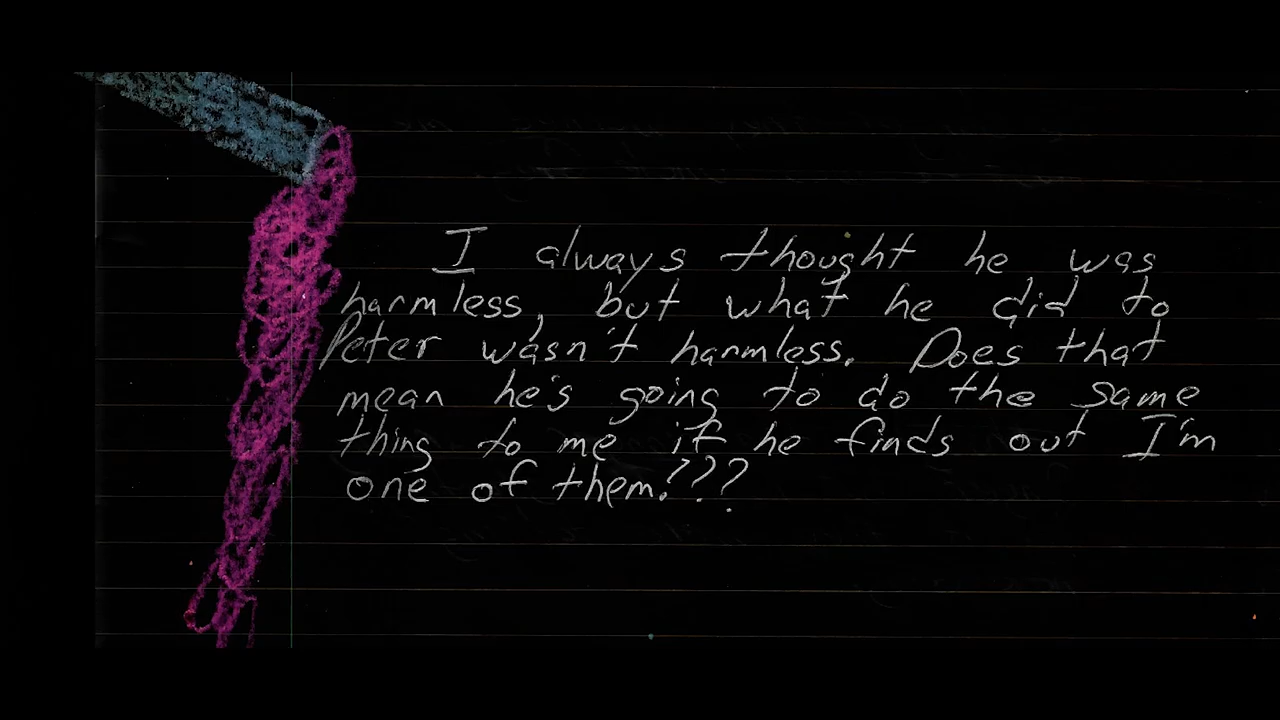 I always thought he was
harmless, but what he did to
Peter wasn't harmless. Does that
mean he's going to do the same
thing to me if he finds out I'm
one of them???